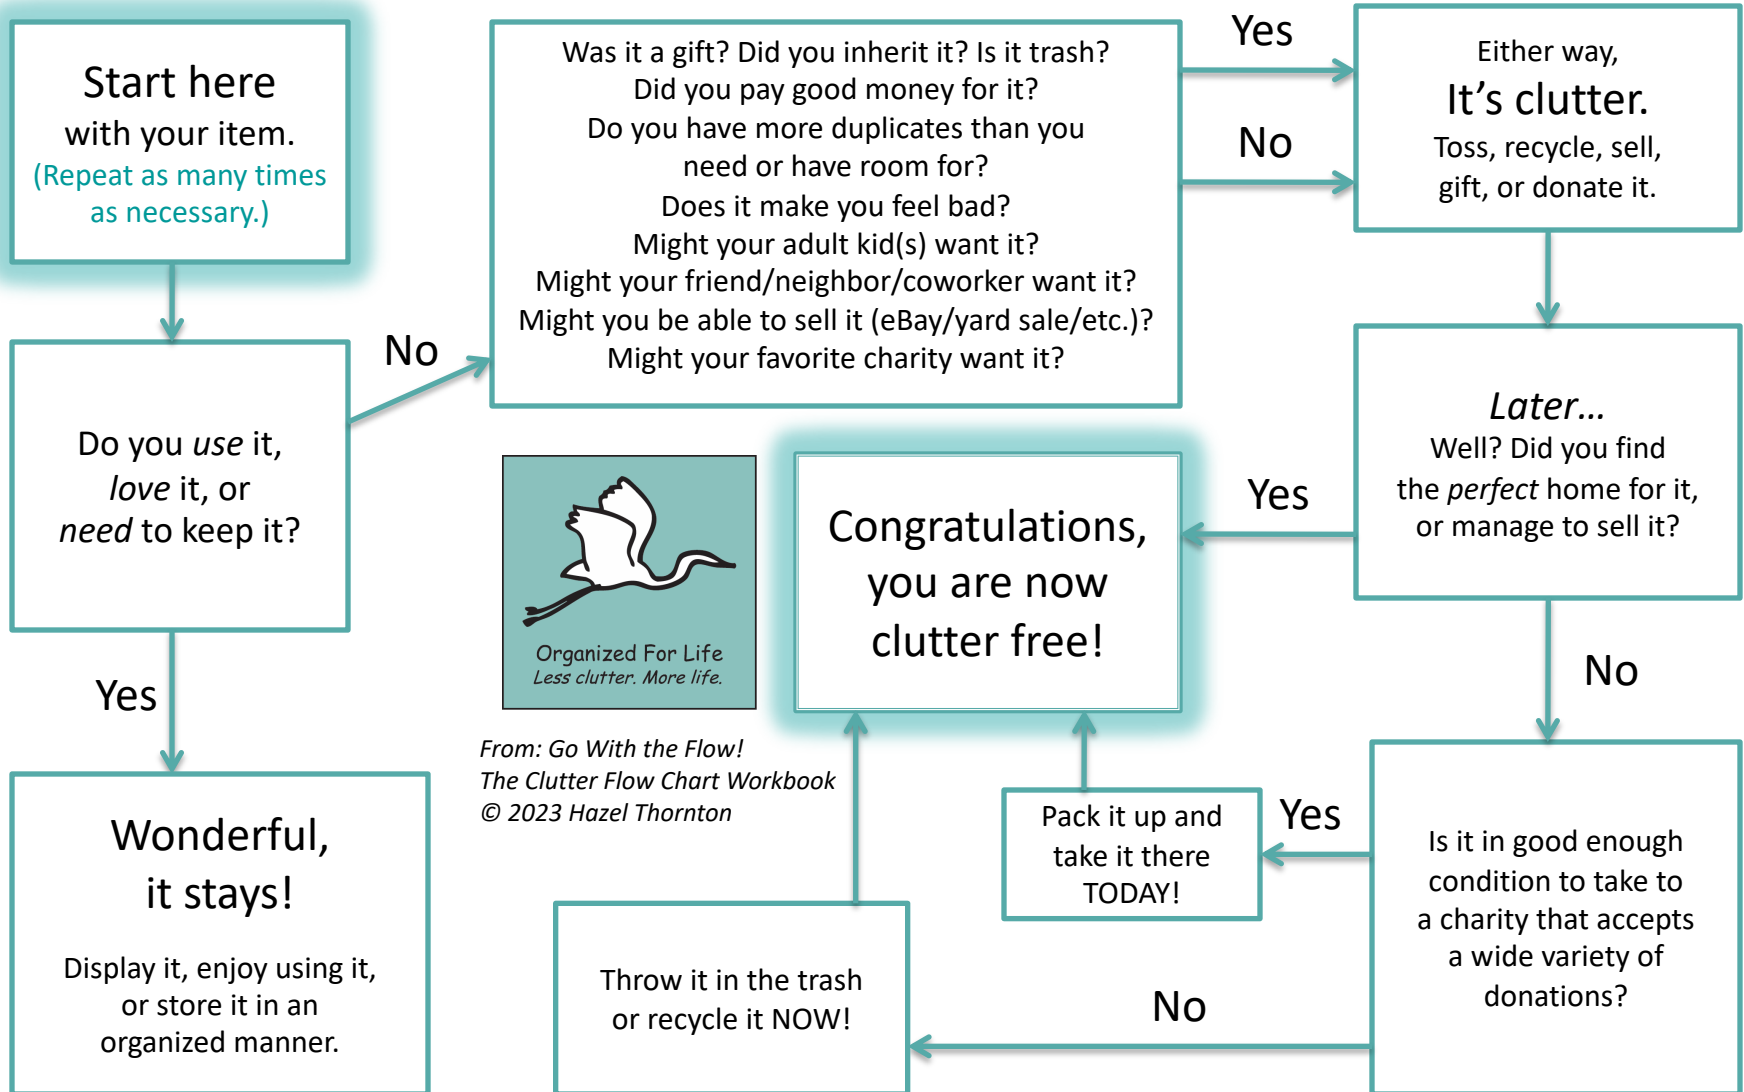 Start here
with your item.
(Repeat as many times
as necessary.)
Do you use it,
love it, or
need to keep it?
No
Yes
Wonderful,
it stays!
Display it, enjoy using it,
or store it in an
organized manner.
Was it a gift? Did you inherit it? Is it trash?
Did you pay good money for it?
Do you have more duplicates than you
need or have room for?
Does it make you feel bad?
Might your adult kid(s) want it?
Might your friend/neighbor/coworker want it?
Might you be able to sell it (eBay/yard sale/etc.)?
Might your favorite charity want it?
Yes
No
Either way,
It’s clutter.
Toss, recycle, sell,
gift, or donate it.
Later…
Well? Did you find
the perfect home for it,
or manage to sell it?
Yes
No
Congratulations,
you are now
clutter free!
Organized For Life
Less clutter. More life.
From: Go With the Flow!
The Clutter Flow Chart Workbook
© 2023 Hazel Thornton
Is it in good enough
condition to take to
a charity that accepts
a wide variety of
donations?
Yes
Pack it up and
take it there
TODAY!
No
Throw it in the trash
or recycle it NOW!